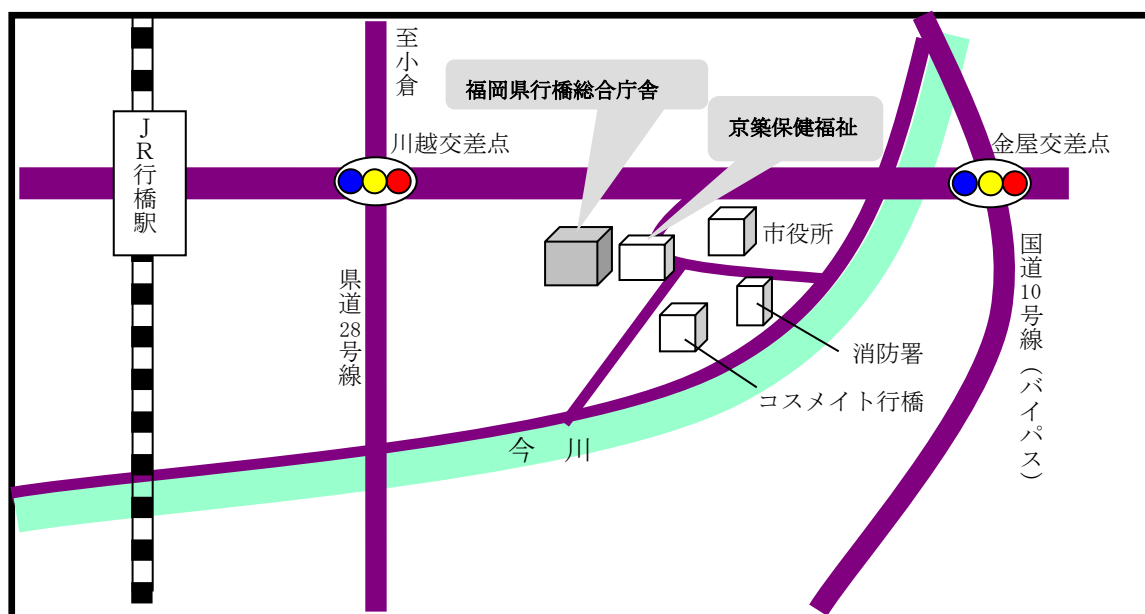 至小倉
福岡県行橋総合庁舎
京築保健福祉
JR行橋駅
川越交差点
金屋交差点
市役所
県道28号線
国道10号線（バイパス）
消防署
コスメイト行橋
今川